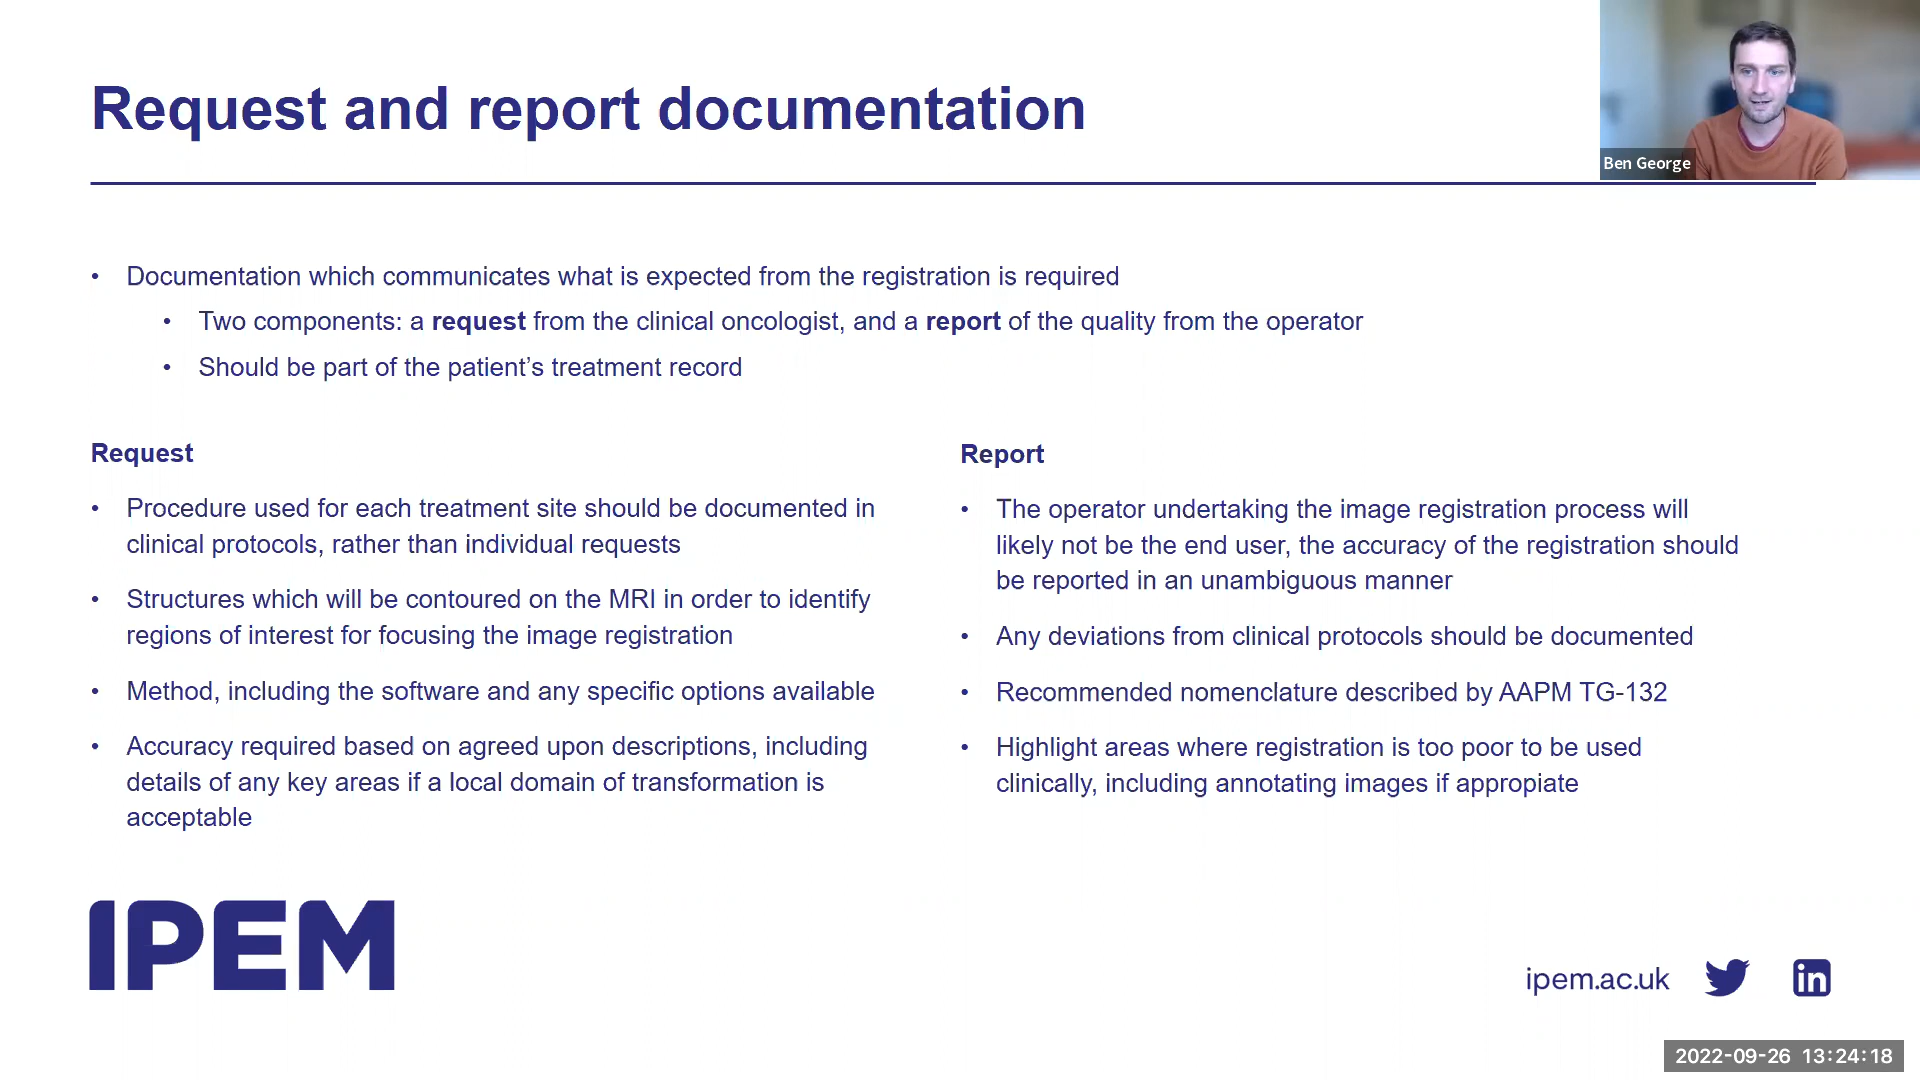 Request and report documentation
Ben George
• Documentation which communicates what is expected from the registration is required
• Two components: a request from the clinical oncologist, and a report of the quality from the operator
• Should be part of the patient’s treatment record
Request
• Procedure used for each treatment site should be documented in
clinical protocols, rather than individual requests
• Structures which will be contoured on the MRI in order to identify
regions of interest for focusing the image registration
• Method, including the software and any specific options available
• Accuracy required based on agreed upon descriptions, including
details of any key areas if a local domain of transformation is
acceptable
Report
• The operator undertaking the image registration process will
likely not be the end user, the accuracy of the registration should
be reported in an unambiguous manner
• Any deviations from clinical protocols should be documented
• Recommended nomenclature described by AAPM TG-132
• Highlight areas where registration is too poor to be used
clinically, including annotating images if appropiate
IPEM
ipem.ac.uk
in
2022-09-26 13:24:18